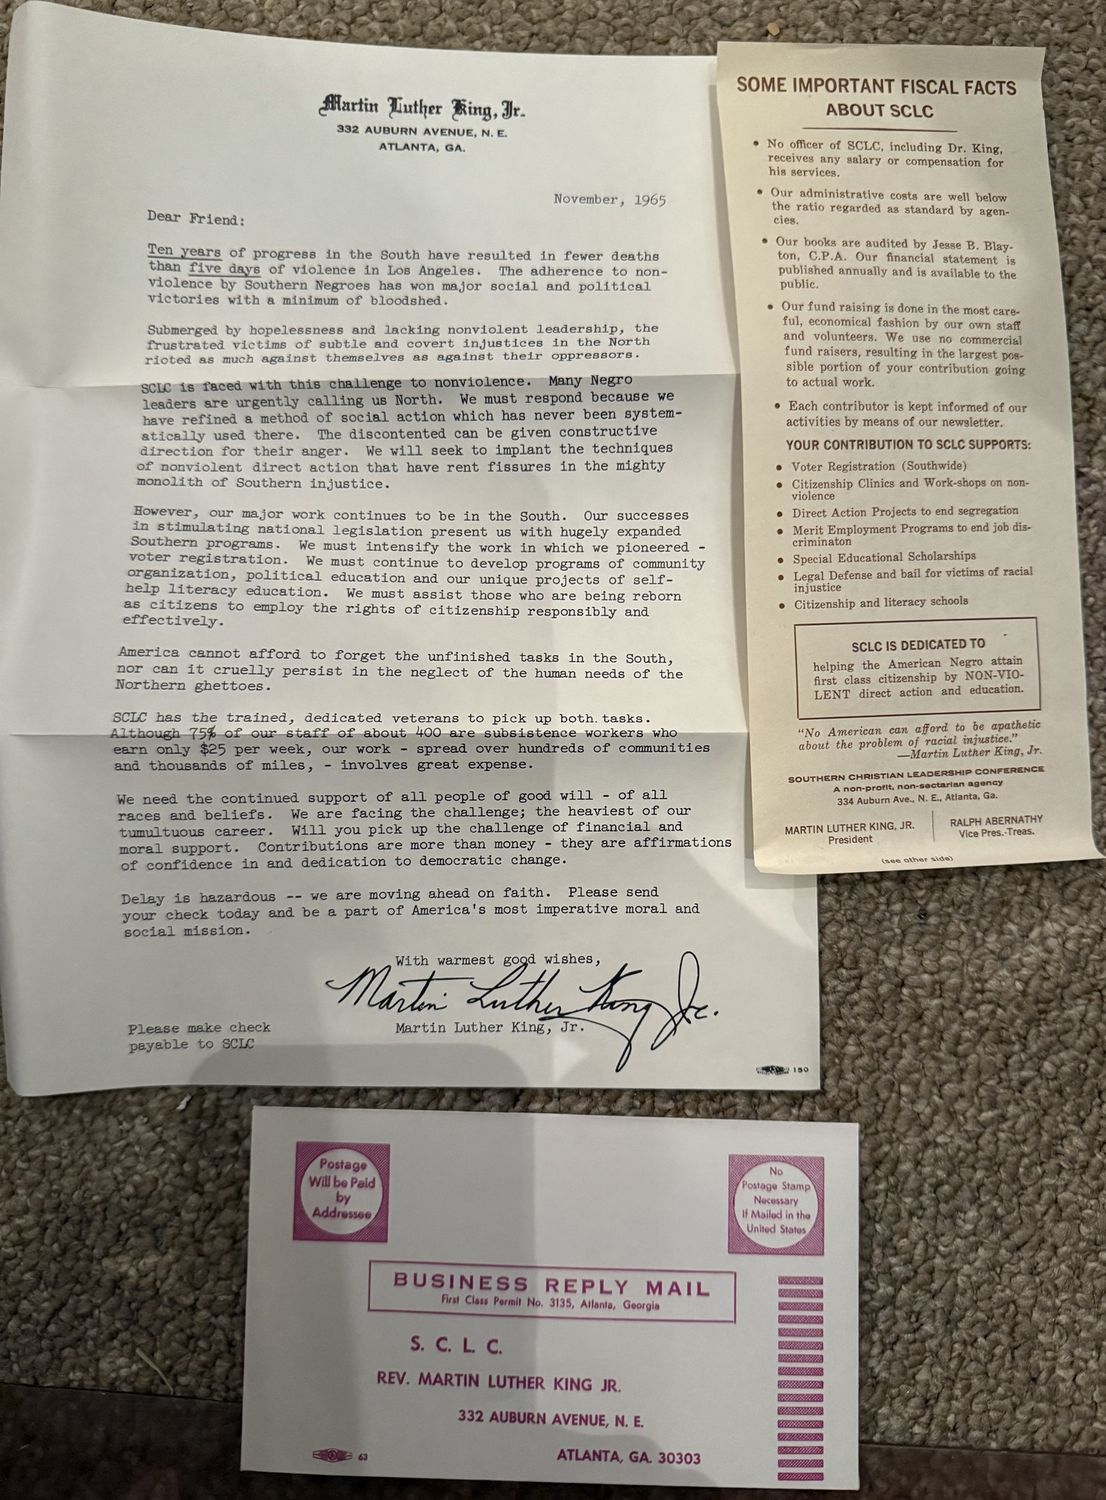 Martin Luther King, Jr.
332 AUBURN AVENUE, N. E.
ATLANTA, GA.
November, 1965
Dear Friend:
Ten years of progress in the South have resulted in fewer deaths
than five days of violence in Los Angeles. The adherence to non-
violence by Southern Negroes has won major social and political
victories with a minimum of bloodshed.
Submerged by hopelessness and lacking nonviolent leadership, the
frustrated victims of subtle and covert injustices in the North
rioted as much against themselves as against their oppressors.
SCLC is faced with this challenge to nonviolence. Many Negro
leaders are urgently calling us North. We must respond because we
have refined a method of social action which has never been system-
atically used there. The discontented can be given constructive
direction for their anger. We will seek to implant the techniques
of nonviolent direct action that have rent fissures in the mighty
monolith of Southern injustice.
However, our major work continues to be in the South. Our successes
in stimulating national legislation present us with hugely expanded
Southern programs. We must intensify the work in which we pioneered -
voter registration. We must continue to develop programs of community
organization, political education and our unique projects of self-
help literacy education. We must assist those who are being reborn
as citizens to employ the rights of citizenship responsibly and
effectively.
America cannot afford to forget the unfinished tasks in the South,
nor can it cruelly persist in the neglect of the human needs of the
Northern ghettoes.
SCLC has the trained, dedicated veterans to pick up both tasks.
Although 75% of our staff of about 400 are subsistence workers who
earn only $25 per week, our work - spread over hundreds of communities
and thousands of miles, - involves great expense.
We need the continued support of all people of good will - of all
races and beliefs. We are facing the challenge; the heaviest of our
tumultuous career. Will you pick up the challenge of financial and
moral support. Contributions are more than money - they are affirmations
of confidence in and dedication to democratic change.
Delay is hazardous -- we are moving ahead on faith. Please send
your check today and be a part of America's most imperative moral and
social mission.
With warmest good wishes,
Martin Luther King Jr.
Martin Luther King, Jr.
Please make check
payable to SCLC
150
SOME IMPORTANT FISCAL FACTS
ABOUT SCLC
• No officer of SCLC, including Dr. King,
receives any salary or compensation for
his services.
• Our administrative costs are well below
the ratio regarded as standard by agen-
cies.
• Our books are audited by Jesse B. Blay-
ton, C.P.A. Our financial statement is
published annually and is available to the
public.
• Our fund raising is done in the most care-
ful, economical fashion by our own staff
and volunteers. We use no commercial
fund raisers, resulting in the largest pos-
sible portion of your contribution going
to actual work.
• Each contributor is kept informed of our
activities by means of our newsletter.
YOUR CONTRIBUTION TO SCLC SUPPORTS:
• Voter Registration (Southwide)
• Citizenship Clinics and Work-shops on non-
violence
• Direct Action Projects to end segregation
• Merit Employment Programs to end job dis-
criminaton
• Special Educational Scholarships
• Legal Defense and bail for victims of racial
injustice
• Citizenship and literacy schools
SCLC IS DEDICATED TO
helping the American Negro attain
first class citizenship by NON-VIO-
LENT direct action and education.
"No American can afford to be apathetic
about the problem of racial injustice."
—Martin Luther King, Jr.
SOUTHERN CHRISTIAN LEADERSHIP CONFERENCE
A non-profit, non-sectarian agency
334 Auburn Ave., N. E., Atlanta, Ga.
MARTIN LUTHER KING, JR.
President
RALPH ABERNATHY
Vice Pres.-Treas.
(see other side)
Postage
Will be Paid
by
Addressee
No
Postage Stamp
Necessary
If Mailed in the
United States
BUSINESS REPLY MAIL
First Class Permit No. 3135, Atlanta, Georgia
S. C. L. C.
REV. MARTIN LUTHER KING JR.
332 AUBURN AVENUE, N. E.
ATLANTA, GA. 30303
63